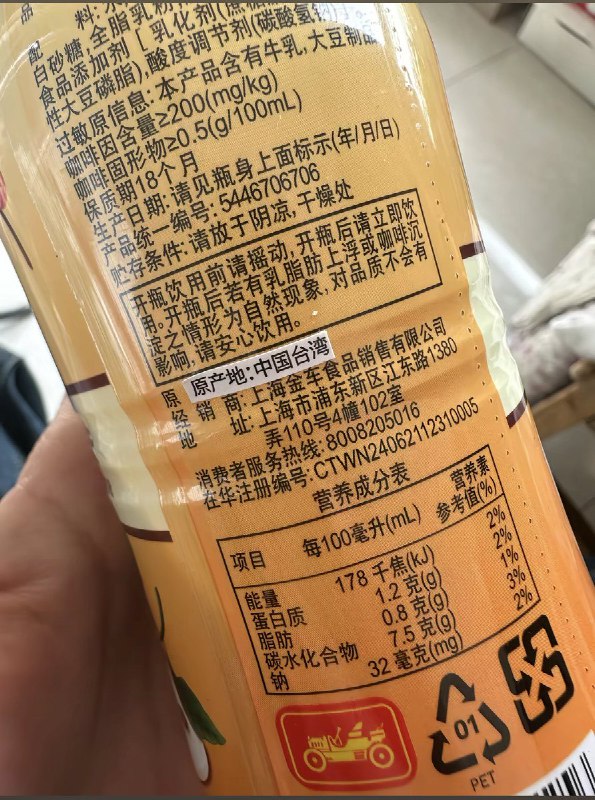 品
料:
配
白砂糖,全脂乳粉
食品添加剂[乳化剂(蔗糖
性大豆磷脂),酸度调节剂(碳酸氢钠
过敏原信息:本产品含有牛乳,大豆制品
咖啡因含量≥200(mg/kg)
咖啡固形物≥0.5(g/100mL)
保质期18个月
生产日期:请见瓶身上面标示(年/月/日)
产品统一编号:5446706706
贮存条件:请放于阴凉,干燥处
开瓶饮用前请摇动,开瓶后请立即饮
用。开瓶后若有乳脂肪上浮或咖啡沉
淀之情形为自然现象,对品质不会有
影响,请安心饮用。
原产地:中国台湾
原
经 销 商:上海金车食品销售有限公司
地 址:上海市浦东新区江东路1380
弄110号4幢102室
消费者服务热线:8008205016
在华注册编号:CTWN24062112310005
营养成分表
项目 每100毫升(mL) 营养素参考值(%)
能量 178 千焦(kJ) 2%
蛋白质 1.2 克(g) 2%
脂肪 0.8 克(g) 1%
碳水化合物 7.5 克(g) 3%
钠 32 毫克(mg) 2%
01
PET